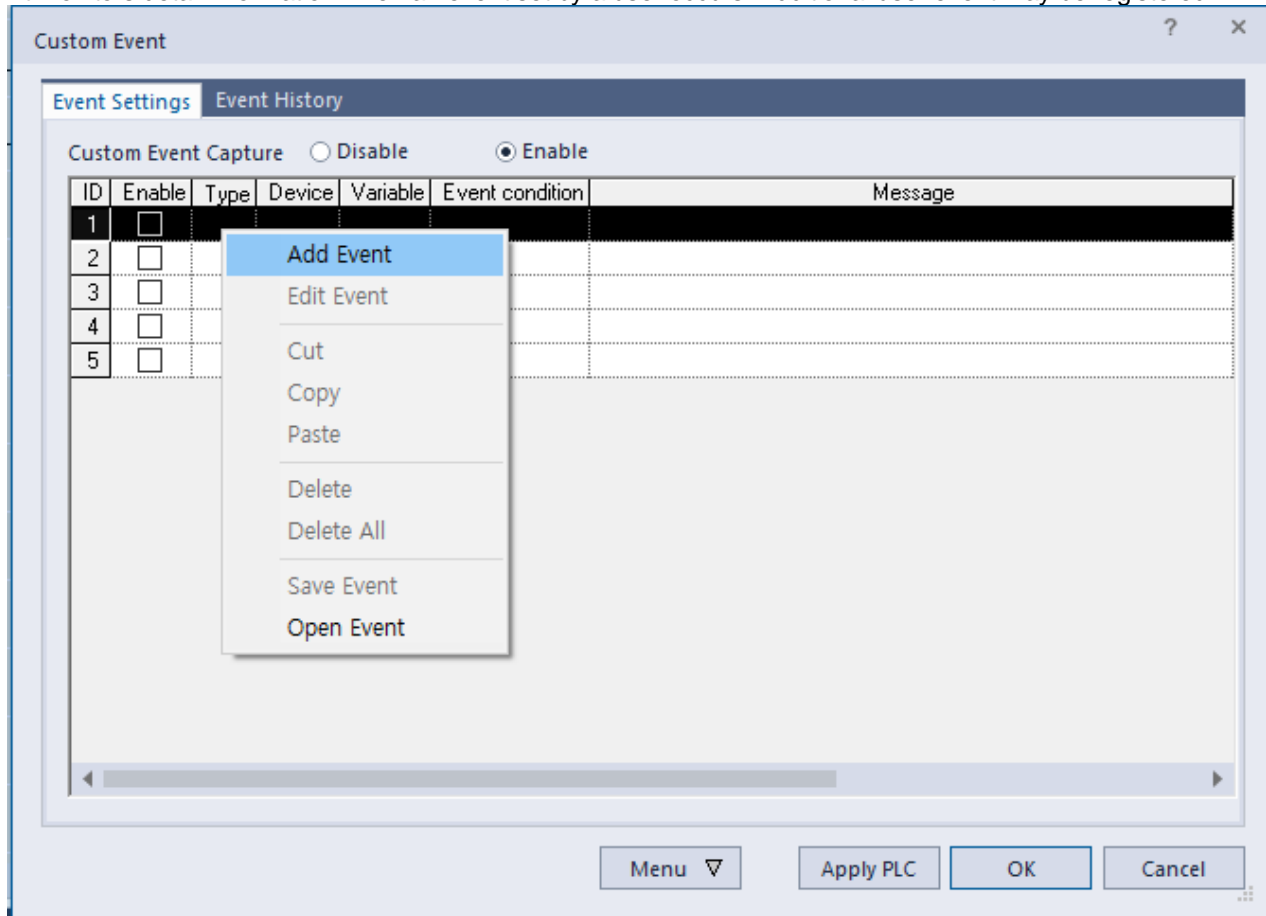 Custom Event
? ×
Event Settings Event History
Custom Event Capture Disable Enable
ID Enable Type Device Variable Event condition Message
1
2
3
4
5
Add Event
Edit Event
Cut
Copy
Paste
Delete
Delete All
Save Event
Open Event
Menu ▽ Apply PLC OK Cancel